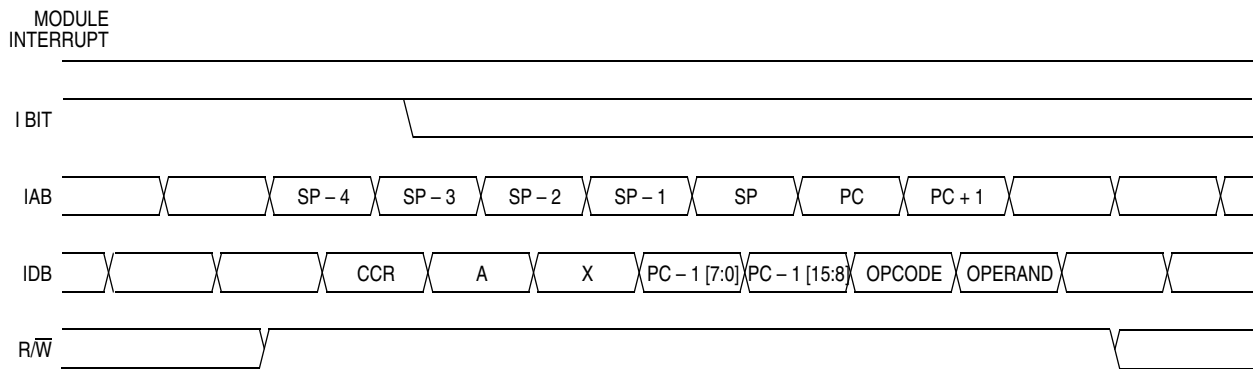 MODULE
INTERRUPT
I BIT
IAB SP – 4 SP – 3 SP – 2 SP – 1 SP PC PC + 1
IDB CCR A X PC – 1 [7:0] PC – 1 [15:8] OPCODE OPERAND
R/W̅